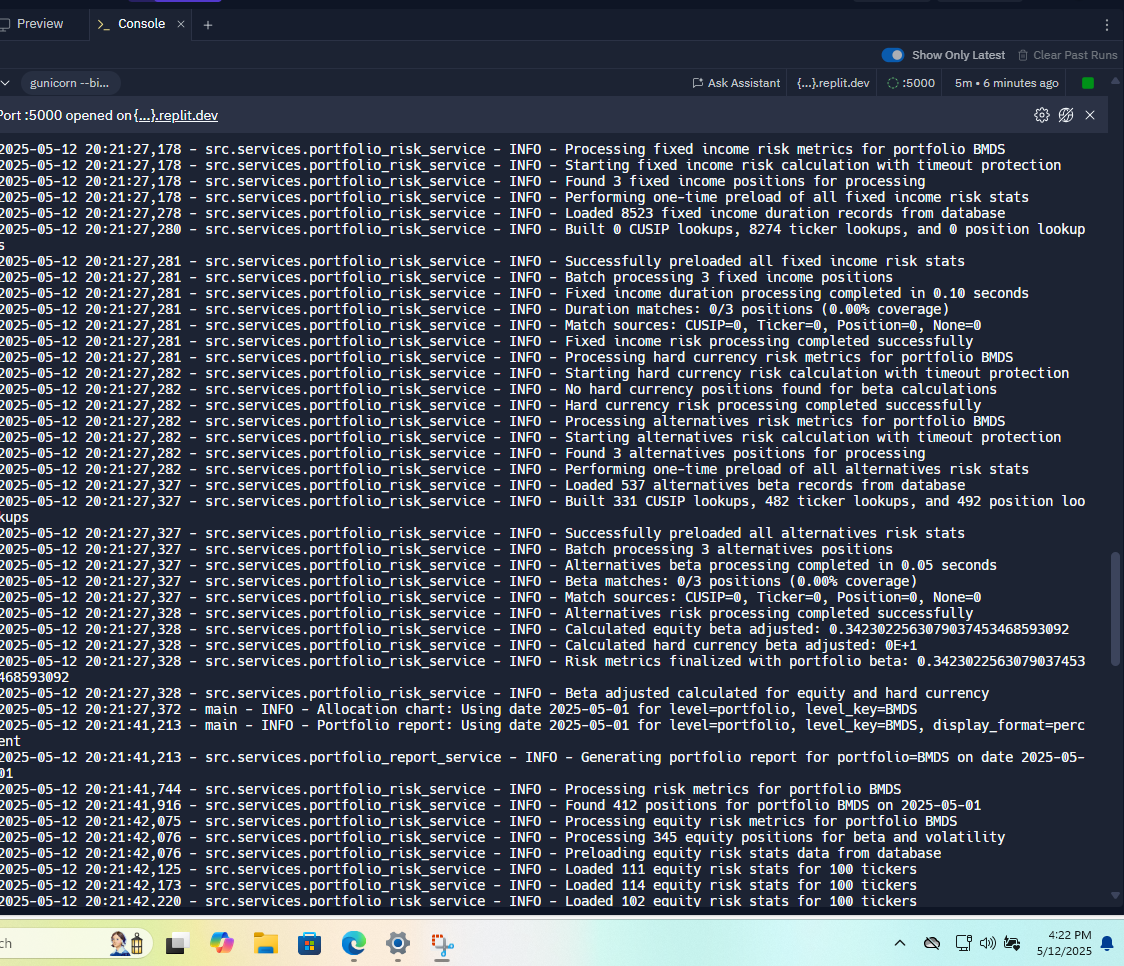 Preview
Console
Show Only Latest
Clear Past Runs
gunicorn --bi...
Ask Assistant
{...}.replit.dev
:5000
5m • 6 minutes ago
Port :5000 opened on {...}.replit.dev
2025-05-12 20:21:27,178 - src.services.portfolio_risk_service - INFO - Processing fixed income risk metrics for portfolio BMDS
2025-05-12 20:21:27,178 - src.services.portfolio_risk_service - INFO - Starting fixed income risk calculation with timeout protection
2025-05-12 20:21:27,178 - src.services.portfolio_risk_service - INFO - Found 3 fixed income positions for processing
2025-05-12 20:21:27,178 - src.services.portfolio_risk_service - INFO - Performing one-time preload of all fixed income risk stats
2025-05-12 20:21:27,278 - src.services.portfolio_risk_service - INFO - Loaded 8523 fixed income duration records from database
2025-05-12 20:21:27,280 - src.services.portfolio_risk_service - INFO - Built 0 CUSIP lookups, 8274 ticker lookups, and 0 position lookup
s
2025-05-12 20:21:27,281 - src.services.portfolio_risk_service - INFO - Successfully preloaded all fixed income risk stats
2025-05-12 20:21:27,281 - src.services.portfolio_risk_service - INFO - Batch processing 3 fixed income positions
2025-05-12 20:21:27,281 - src.services.portfolio_risk_service - INFO - Fixed income duration processing completed in 0.10 seconds
2025-05-12 20:21:27,281 - src.services.portfolio_risk_service - INFO - Duration matches: 0/3 positions (0.00% coverage)
2025-05-12 20:21:27,281 - src.services.portfolio_risk_service - INFO - Match sources: CUSIP=0, Ticker=0, Position=0, None=0
2025-05-12 20:21:27,281 - src.services.portfolio_risk_service - INFO - Fixed income risk processing completed successfully
2025-05-12 20:21:27,281 - src.services.portfolio_risk_service - INFO - Processing hard currency risk metrics for portfolio BMDS
2025-05-12 20:21:27,282 - src.services.portfolio_risk_service - INFO - Starting hard currency risk calculation with timeout protection
2025-05-12 20:21:27,282 - src.services.portfolio_risk_service - INFO - No hard currency positions found for beta calculations
2025-05-12 20:21:27,282 - src.services.portfolio_risk_service - INFO - Hard currency risk processing completed successfully
2025-05-12 20:21:27,282 - src.services.portfolio_risk_service - INFO - Processing alternatives risk metrics for portfolio BMDS
2025-05-12 20:21:27,282 - src.services.portfolio_risk_service - INFO - Starting alternatives risk calculation with timeout protection
2025-05-12 20:21:27,282 - src.services.portfolio_risk_service - INFO - Found 3 alternatives positions for processing
2025-05-12 20:21:27,282 - src.services.portfolio_risk_service - INFO - Performing one-time preload of all alternatives risk stats
2025-05-12 20:21:27,327 - src.services.portfolio_risk_service - INFO - Loaded 537 alternatives beta records from database
2025-05-12 20:21:27,327 - src.services.portfolio_risk_service - INFO - Built 331 CUSIP lookups, 482 ticker lookups, and 492 position loo
kups
2025-05-12 20:21:27,327 - src.services.portfolio_risk_service - INFO - Successfully preloaded all alternatives risk stats
2025-05-12 20:21:27,327 - src.services.portfolio_risk_service - INFO - Batch processing 3 alternatives positions
2025-05-12 20:21:27,327 - src.services.portfolio_risk_service - INFO - Alternatives beta processing completed in 0.05 seconds
2025-05-12 20:21:27,327 - src.services.portfolio_risk_service - INFO - Beta matches: 0/3 positions (0.00% coverage)
2025-05-12 20:21:27,327 - src.services.portfolio_risk_service - INFO - Match sources: CUSIP=0, Ticker=0, Position=0, None=0
2025-05-12 20:21:27,328 - src.services.portfolio_risk_service - INFO - Alternatives risk processing completed successfully
2025-05-12 20:21:27,328 - src.services.portfolio_risk_service - INFO - Calculated equity beta adjusted: 0.3423022563079037453468593092
2025-05-12 20:21:27,328 - src.services.portfolio_risk_service - INFO - Calculated hard currency beta adjusted: 0E+1
2025-05-12 20:21:27,328 - src.services.portfolio_risk_service - INFO - Risk metrics finalized with portfolio beta: 0.3423022563079037453
468593092
2025-05-12 20:21:27,328 - src.services.portfolio_risk_service - INFO - Beta adjusted calculated for equity and hard currency
2025-05-12 20:21:27,372 - main - INFO - Allocation chart: Using date 2025-05-01 for level=portfolio, level_key=BMDS
2025-05-12 20:21:41,213 - main - INFO - Portfolio report: Using date 2025-05-01 for level=portfolio, level_key=BMDS, display_format=perc
ent
2025-05-12 20:21:41,213 - src.services.portfolio_report_service - INFO - Generating portfolio report for portfolio=BMDS on date 2025-05-
01
2025-05-12 20:21:41,744 - src.services.portfolio_risk_service - INFO - Processing risk metrics for portfolio BMDS
2025-05-12 20:21:41,916 - src.services.portfolio_risk_service - INFO - Found 412 positions for portfolio BMDS on 2025-05-01
2025-05-12 20:21:42,075 - src.services.portfolio_risk_service - INFO - Processing equity risk metrics for portfolio BMDS
2025-05-12 20:21:42,076 - src.services.portfolio_risk_service - INFO - Processing 345 equity positions for beta and volatility
2025-05-12 20:21:42,076 - src.services.portfolio_risk_service - INFO - Preloading equity risk stats data from database
2025-05-12 20:21:42,125 - src.services.portfolio_risk_service - INFO - Loaded 111 equity risk stats for 100 tickers
2025-05-12 20:21:42,173 - src.services.portfolio_risk_service - INFO - Loaded 114 equity risk stats for 100 tickers
2025-05-12 20:21:42,220 - src.services.portfolio_risk_service - INFO - Loaded 102 equity risk stats for 100 tickers
ch
4:22 PM
5/12/2025